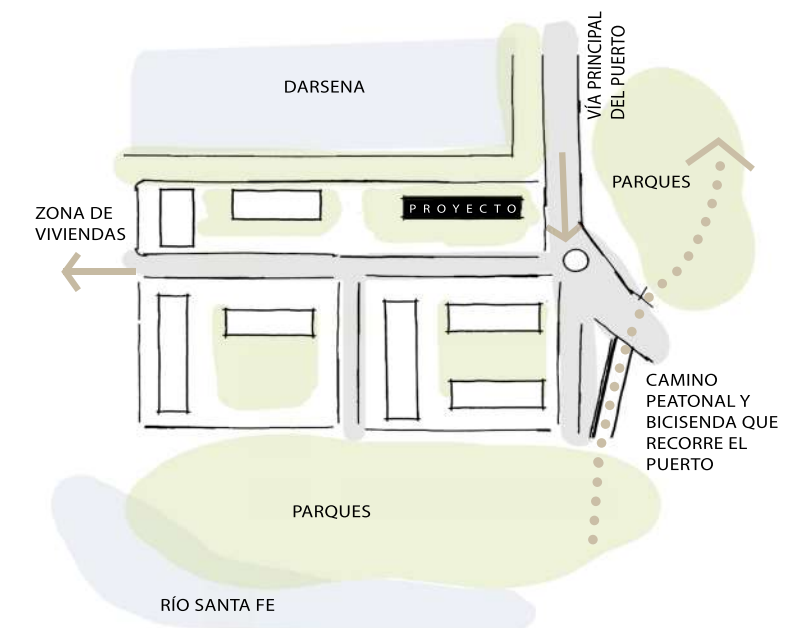 VÍA PRINCIPAL
DEL PUERTO
DARSENA
PARQUES
PROYECTO
ZONA DE
VIVIENDAS
CAMINO
PEATONAL Y
BICISENDA QUE
RECORRE EL
PUERTO
PARQUES
RÍO SANTA FE